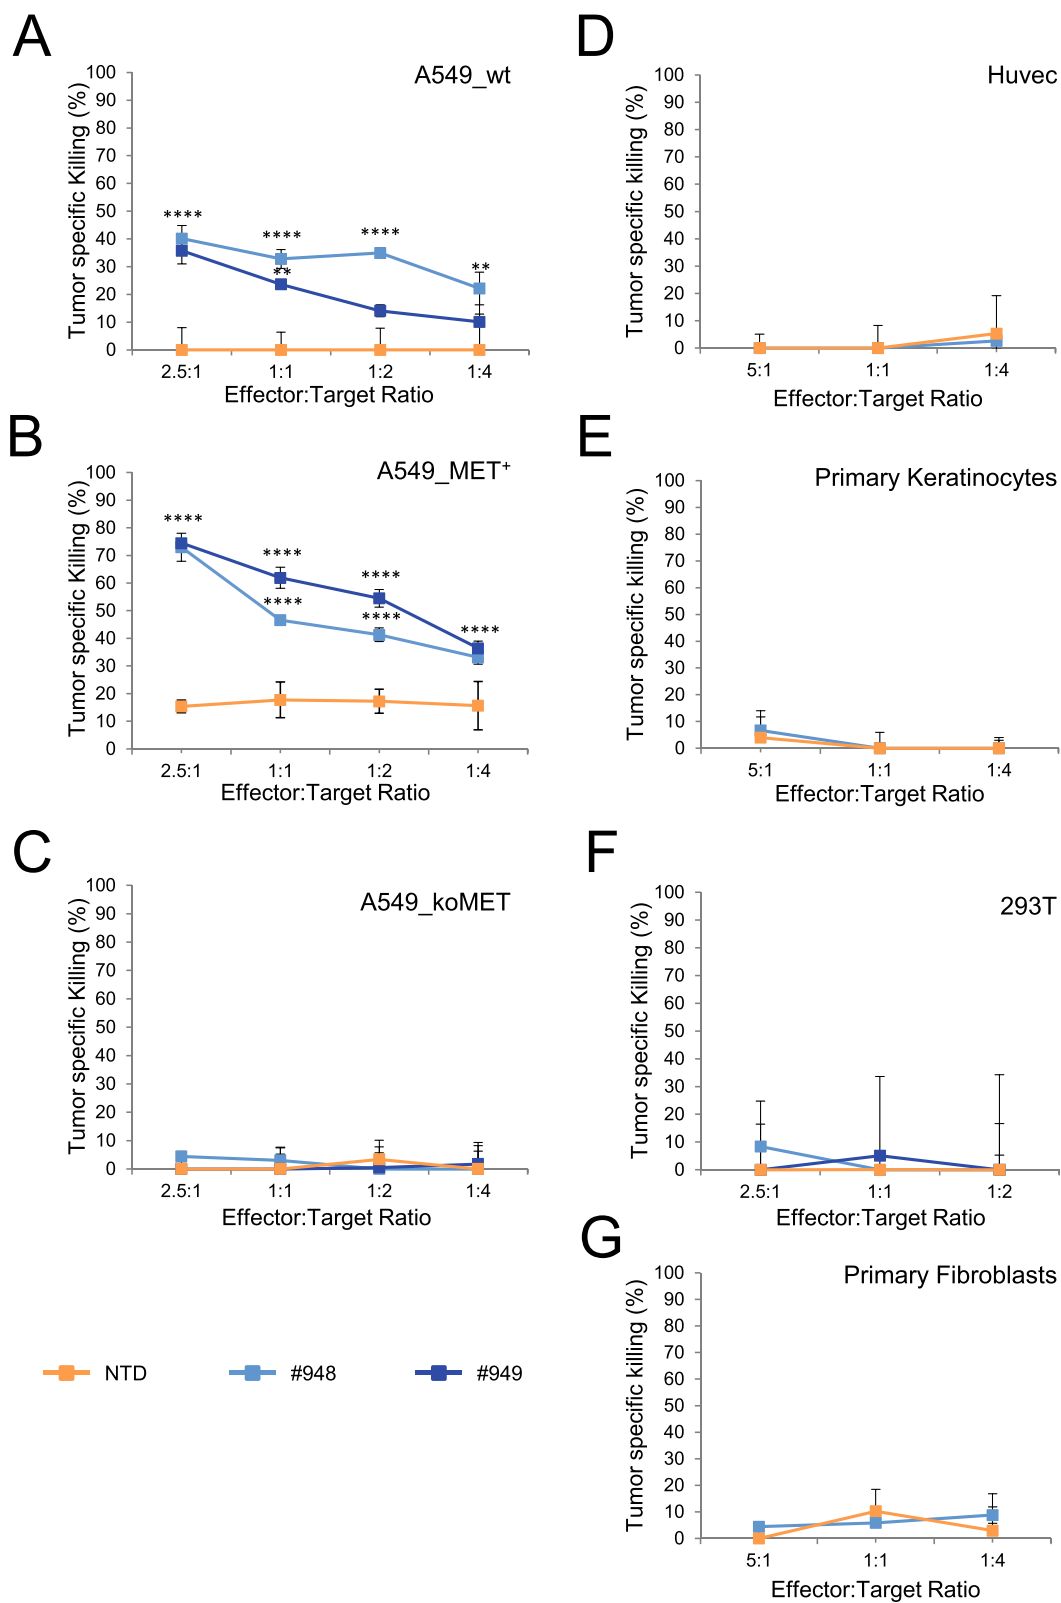 A
A549_wt
Tumor specific Killing (%)
100
90
80
70
60
50
40
30
20
10
0
****
****
**
****
**
2.5:1 1:1 1:2 1:4
Effector:Target Ratio
B
A549_MET+
Tumor specific Killing (%)
100
90
80
70
60
50
40
30
20
10
0
****
****
****
****
****
****
2.5:1 1:1 1:2 1:4
Effector:Target Ratio
C
A549_koMET
Tumor specific Killing (%)
100
90
80
70
60
50
40
30
20
10
0
2.5:1 1:1 1:2 1:4
Effector:Target Ratio
NTD #948 #949
D
Huvec
Tumor specific killing (%)
100
90
80
70
60
50
40
30
20
10
0
5:1 1:1 1:4
Effector:Target Ratio
E
Primary Keratinocytes
Tumor specific killing (%)
100
90
80
70
60
50
40
30
20
10
0
5:1 1:1 1:4
Effector:Target Ratio
F
293T
Tumor specific Killing (%)
100
90
80
70
60
50
40
30
20
10
0
2.5:1 1:1 1:2
Effector:Target Ratio
G
Primary Fibroblasts
Tumor specific killing (%)
100
90
80
70
60
50
40
30
20
10
0
5:1 1:1 1:4
Effector:Target Ratio